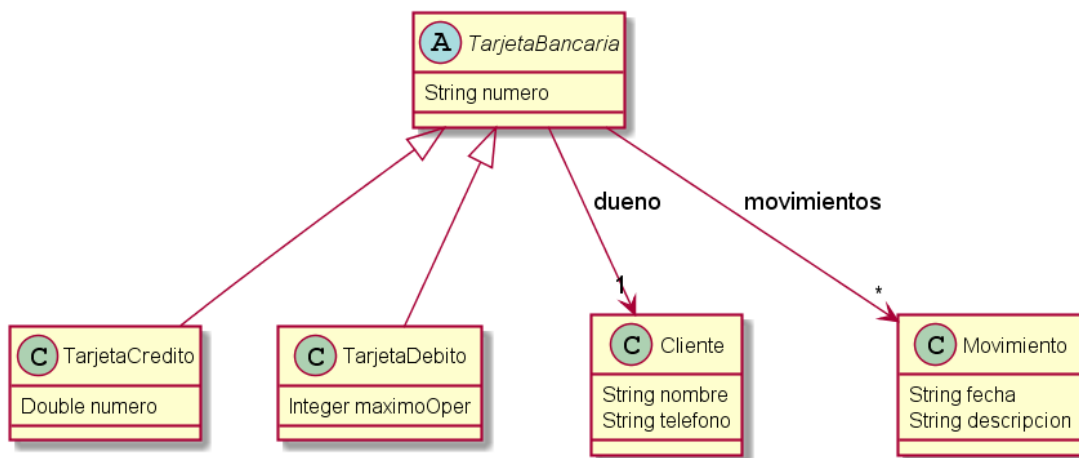 A TarjetaBancaria
String numero
dueno
movimientos
1
*
C TarjetaCredito
Double numero
C TarjetaDebito
Integer maximoOper
C Cliente
String nombre
String telefono
C Movimiento
String fecha
String descripcion